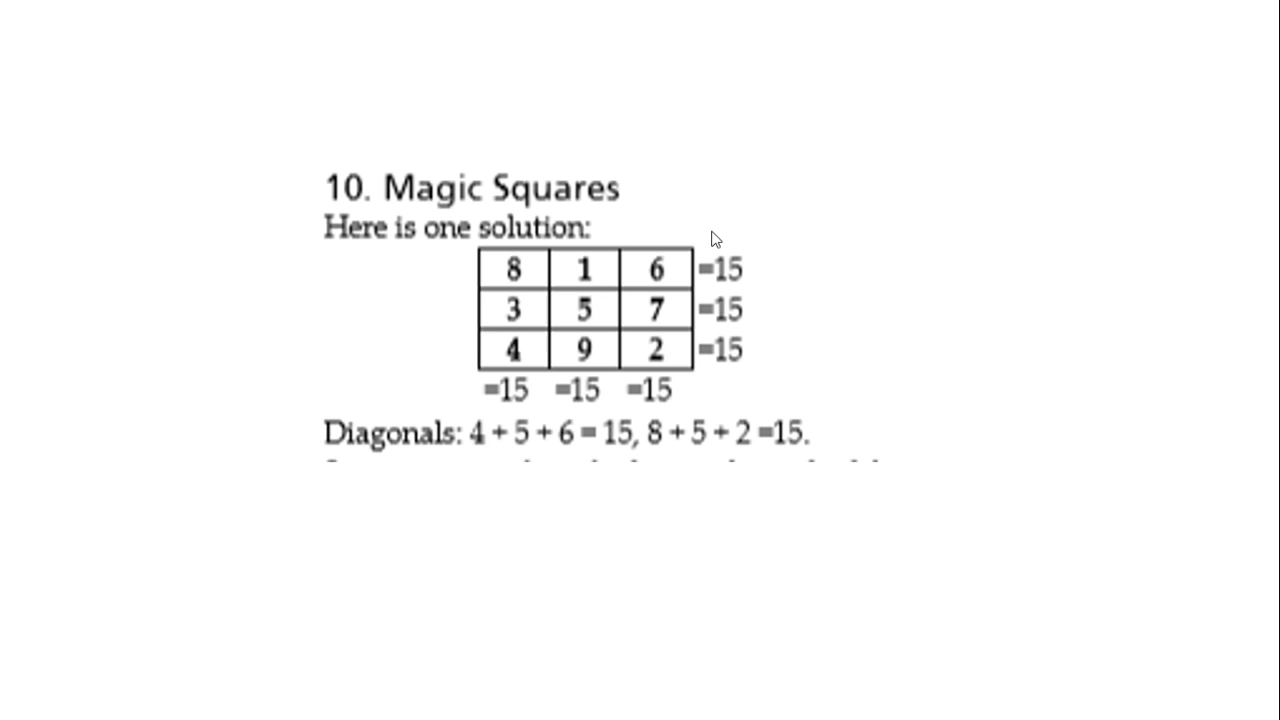 10. Magic Squares
Here is one solution:
8 1 6 =15
3 5 7 =15
4 9 2 =15
=15 =15 =15
Diagonals: 4 + 5 + 6 = 15, 8 + 5 + 2 =15.